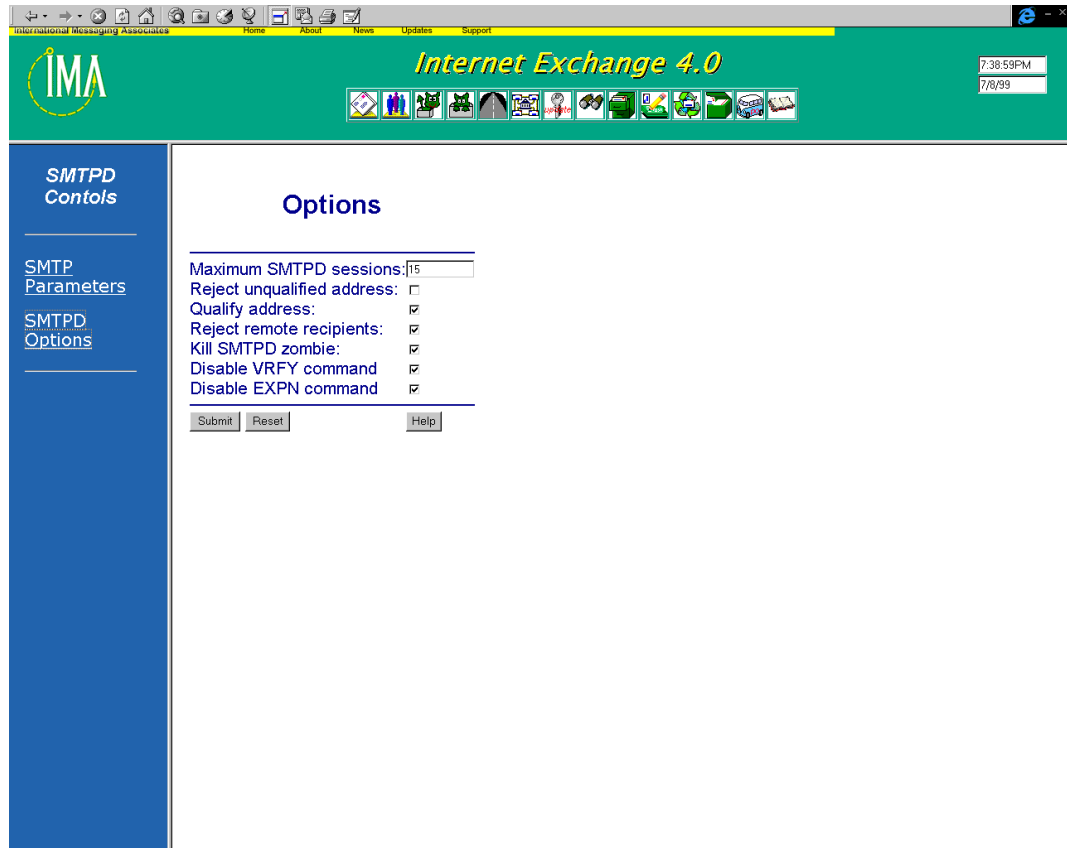 International Messaging Associates
Home About News Updates Support
IMA
Internet Exchange 4.0
7:38:59PM
7/8/99
update
SMTPD
Contols
SMTP
Parameters
SMTPD
Options
Options
Maximum SMTPD sessions: 15
Reject unqualified address:
Qualify address:
Reject remote recipients:
Kill SMTPD zombie:
Disable VRFY command
Disable EXPN command
Submit Reset Help